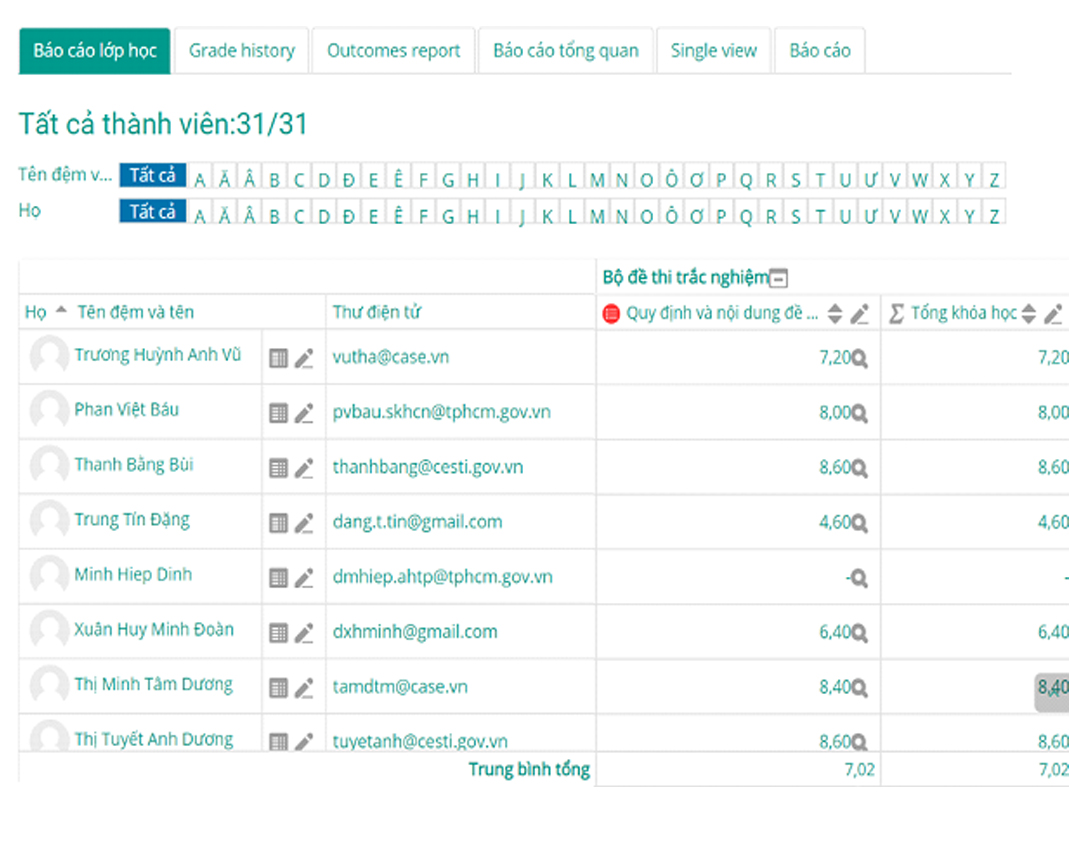 Báo cáo lớp học Grade history Outcomes report Báo cáo tổng quan Single view Báo cáo
Tất cả thành viên:31/31
Tên đệm v... Tất cả A Ă Â B C D Đ E Ê F G H I J K L M N O Ô Ơ P Q R S T U Ư V W X Y Z
Họ Tất cả A Ă Â B C D Đ E Ê F G H I J K L M N O Ô Ơ P Q R S T U Ư V W X Y Z
Bộ đề thi trắc nghiệm
Họ Tên đệm và tên Thư điện tử Quy định và nội dung đề ... Σ Tổng khóa học
Trương Huỳnh Anh Vũ vutha@case.vn 7,20 7,20
Phan Việt Báu pvbau.skhcn@tphcm.gov.vn 8,00 8,00
Thanh Bằng Bùi thanhbang@cesti.gov.vn 8,60 8,60
Trung Tín Đặng dang.t.tin@gmail.com 4,60 4,60
Minh Hiep Dinh dmhiep.ahtp@tphcm.gov.vn - -
Xuân Huy Minh Đoàn dxhminh@gmail.com 6,40 6,40
Thị Minh Tâm Dương tamdtm@case.vn 8,40 8,40
Thị Tuyết Anh Dương tuyetanh@cesti.gov.vn 8,60 8,60
Trung bình tổng 7,02 7,02